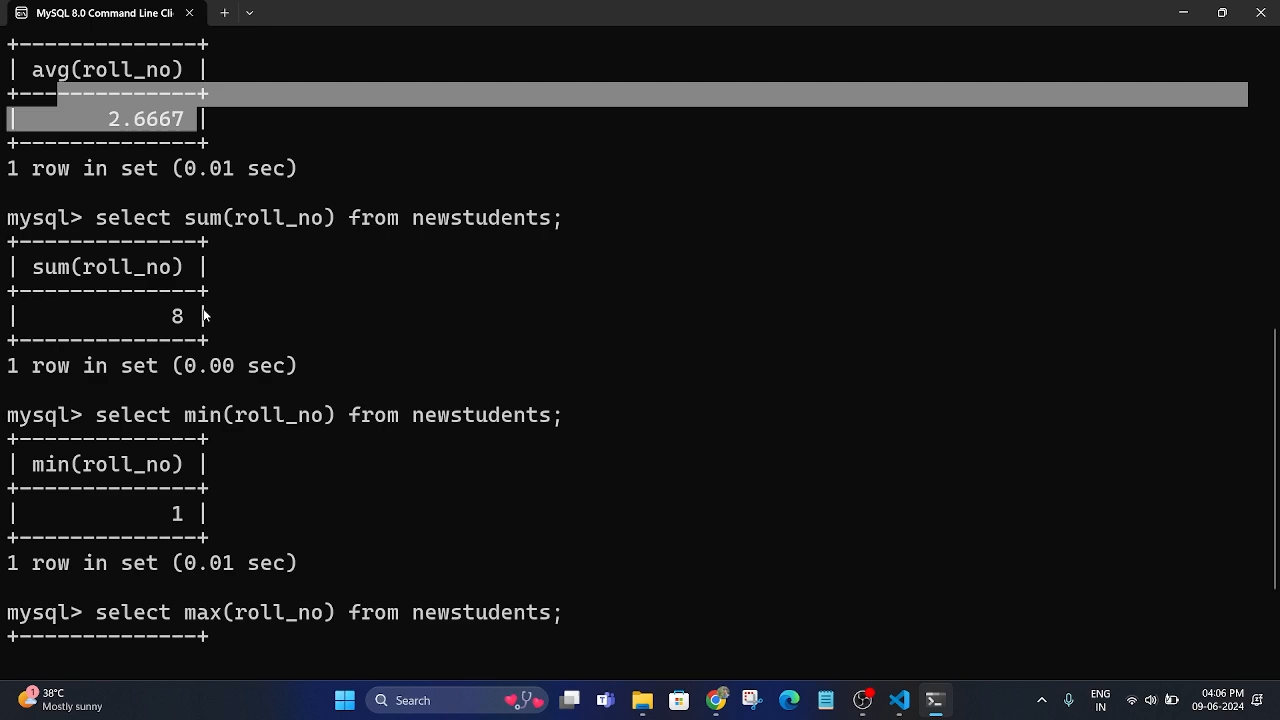 MySQL 8.0 Command Line Cli
+--------------+
| avg(roll_no) |
+--------------+
|       2.6667 |
+--------------+
1 row in set (0.01 sec)
mysql> select sum(roll_no) from newstudents;
+--------------+
| sum(roll_no) |
+--------------+
|            8 |
+--------------+
1 row in set (0.00 sec)
mysql> select min(roll_no) from newstudents;
+--------------+
| min(roll_no) |
+--------------+
|            1 |
+--------------+
1 row in set (0.01 sec)
mysql> select max(roll_no) from newstudents;
+--------------+
1 38°C
Mostly sunny
Search
ENG
IN
04:06 PM
09-06-2024